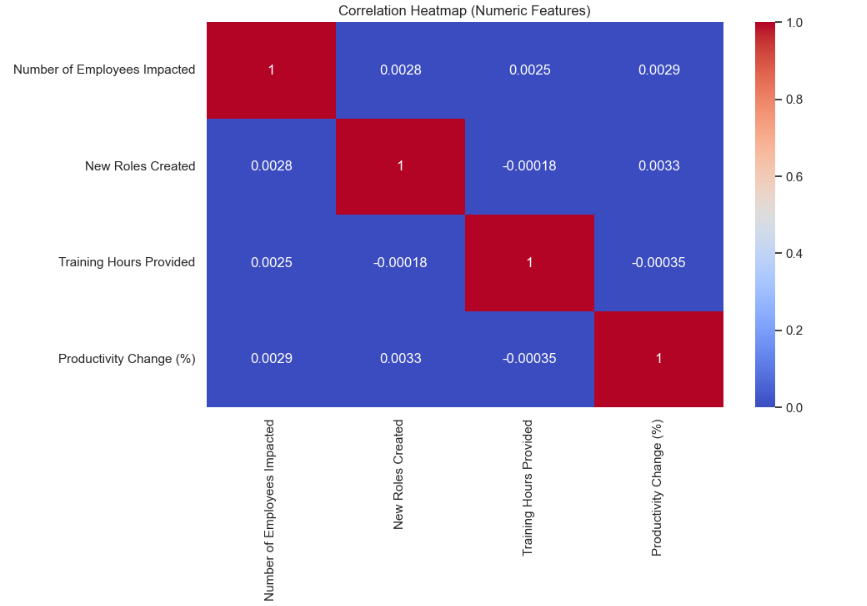 Correlation Heatmap (Numeric Features)
Number of Employees Impacted 1 0.0028 0.0025 0.0029
New Roles Created 0.0028 1 -0.00018 0.0033
Training Hours Provided 0.0025 -0.00018 1 -0.00035
Productivity Change (%) 0.0029 0.0033 -0.00035 1
Number of Employees Impacted
New Roles Created
Training Hours Provided
Productivity Change (%)
1.0
0.8
0.6
0.4
0.2
0.0